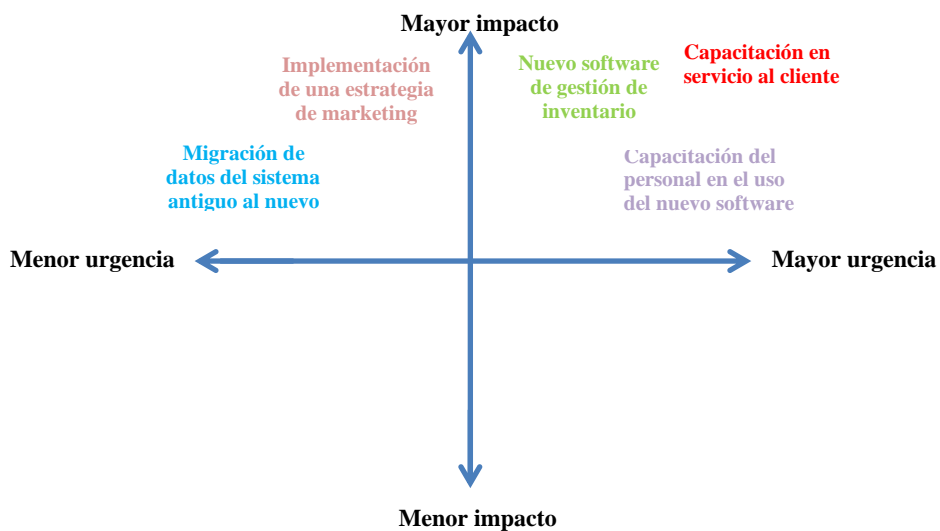 Mayor impacto
Implementación
de una estrategia
de marketing
Nuevo software
de gestión de
inventario
Capacitación en
servicio al cliente
Migración de
datos del sistema
antiguo al nuevo
Capacitación del
personal en el uso
del nuevo software
Menor urgencia
Mayor urgencia
Menor impacto